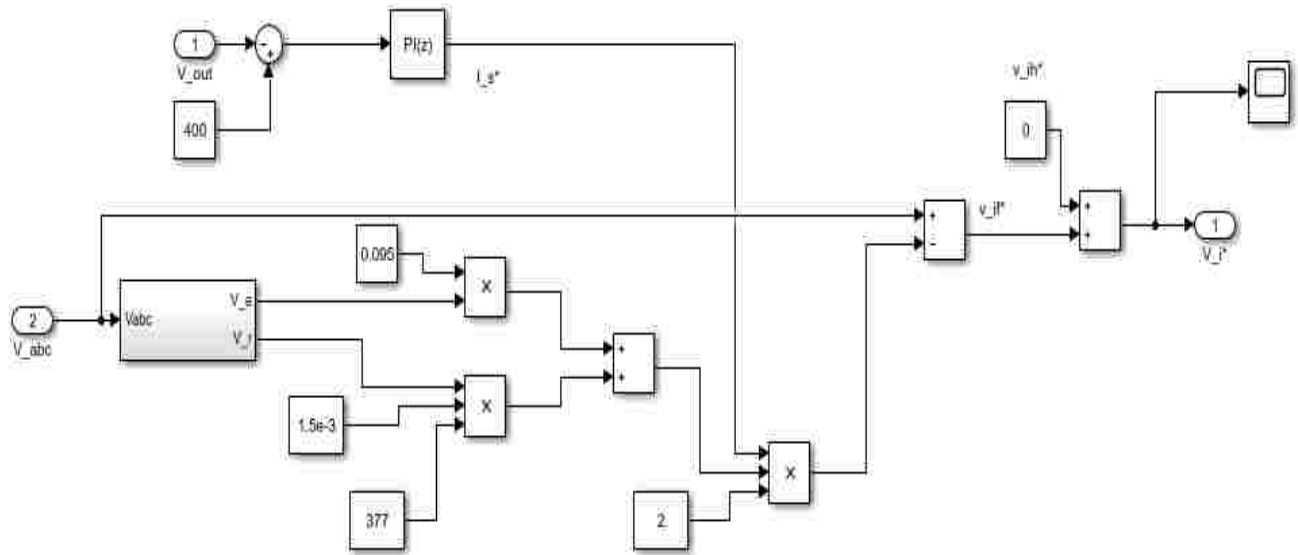 1
V_out
-
+
PI(z)
I_s*
400
v_ih*
0
+
+
+
-
v_if*
1
V_i*
0.095
X
2
V_abc
Vabc
V_e
+
+
1.5e-3
X
377
2
X